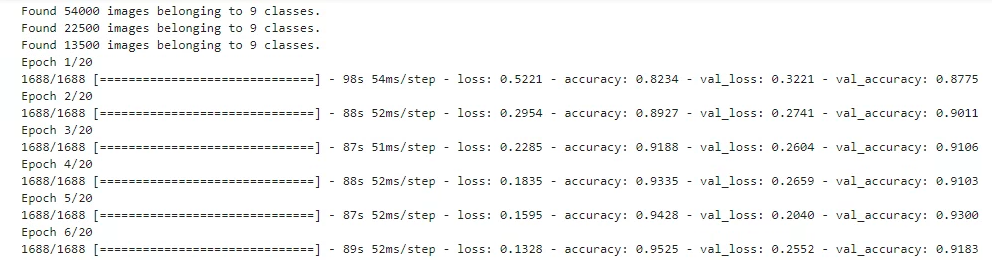 Found 54000 images belonging to 9 classes.
Found 22500 images belonging to 9 classes.
Found 13500 images belonging to 9 classes.
Epoch 1/20
1688/1688 [==============================] - 98s 54ms/step - loss: 0.5221 - accuracy: 0.8234 - val_loss: 0.3221 - val_accuracy: 0.8775
Epoch 2/20
1688/1688 [==============================] - 88s 52ms/step - loss: 0.2954 - accuracy: 0.8927 - val_loss: 0.2741 - val_accuracy: 0.9011
Epoch 3/20
1688/1688 [==============================] - 87s 51ms/step - loss: 0.2285 - accuracy: 0.9188 - val_loss: 0.2604 - val_accuracy: 0.9106
Epoch 4/20
1688/1688 [==============================] - 88s 52ms/step - loss: 0.1835 - accuracy: 0.9335 - val_loss: 0.2659 - val_accuracy: 0.9103
Epoch 5/20
1688/1688 [==============================] - 87s 52ms/step - loss: 0.1595 - accuracy: 0.9428 - val_loss: 0.2040 - val_accuracy: 0.9300
Epoch 6/20
1688/1688 [==============================] - 89s 52ms/step - loss: 0.1328 - accuracy: 0.9525 - val_loss: 0.2552 - val_accuracy: 0.9183